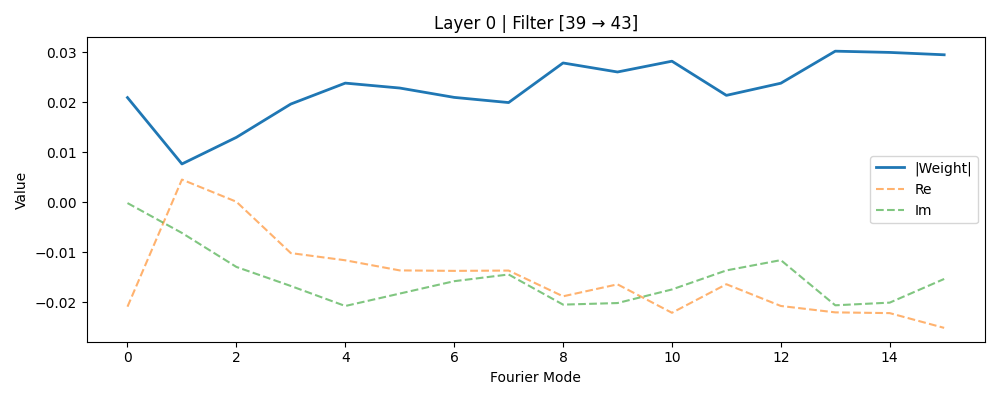 Layer 0 | Filter [39 → 43]
0.03
0.02
0.01
0.00
−0.01
−0.02
Value
|Weight|
Re
Im
0 2 4 6 8 10 12 14
Fourier Mode